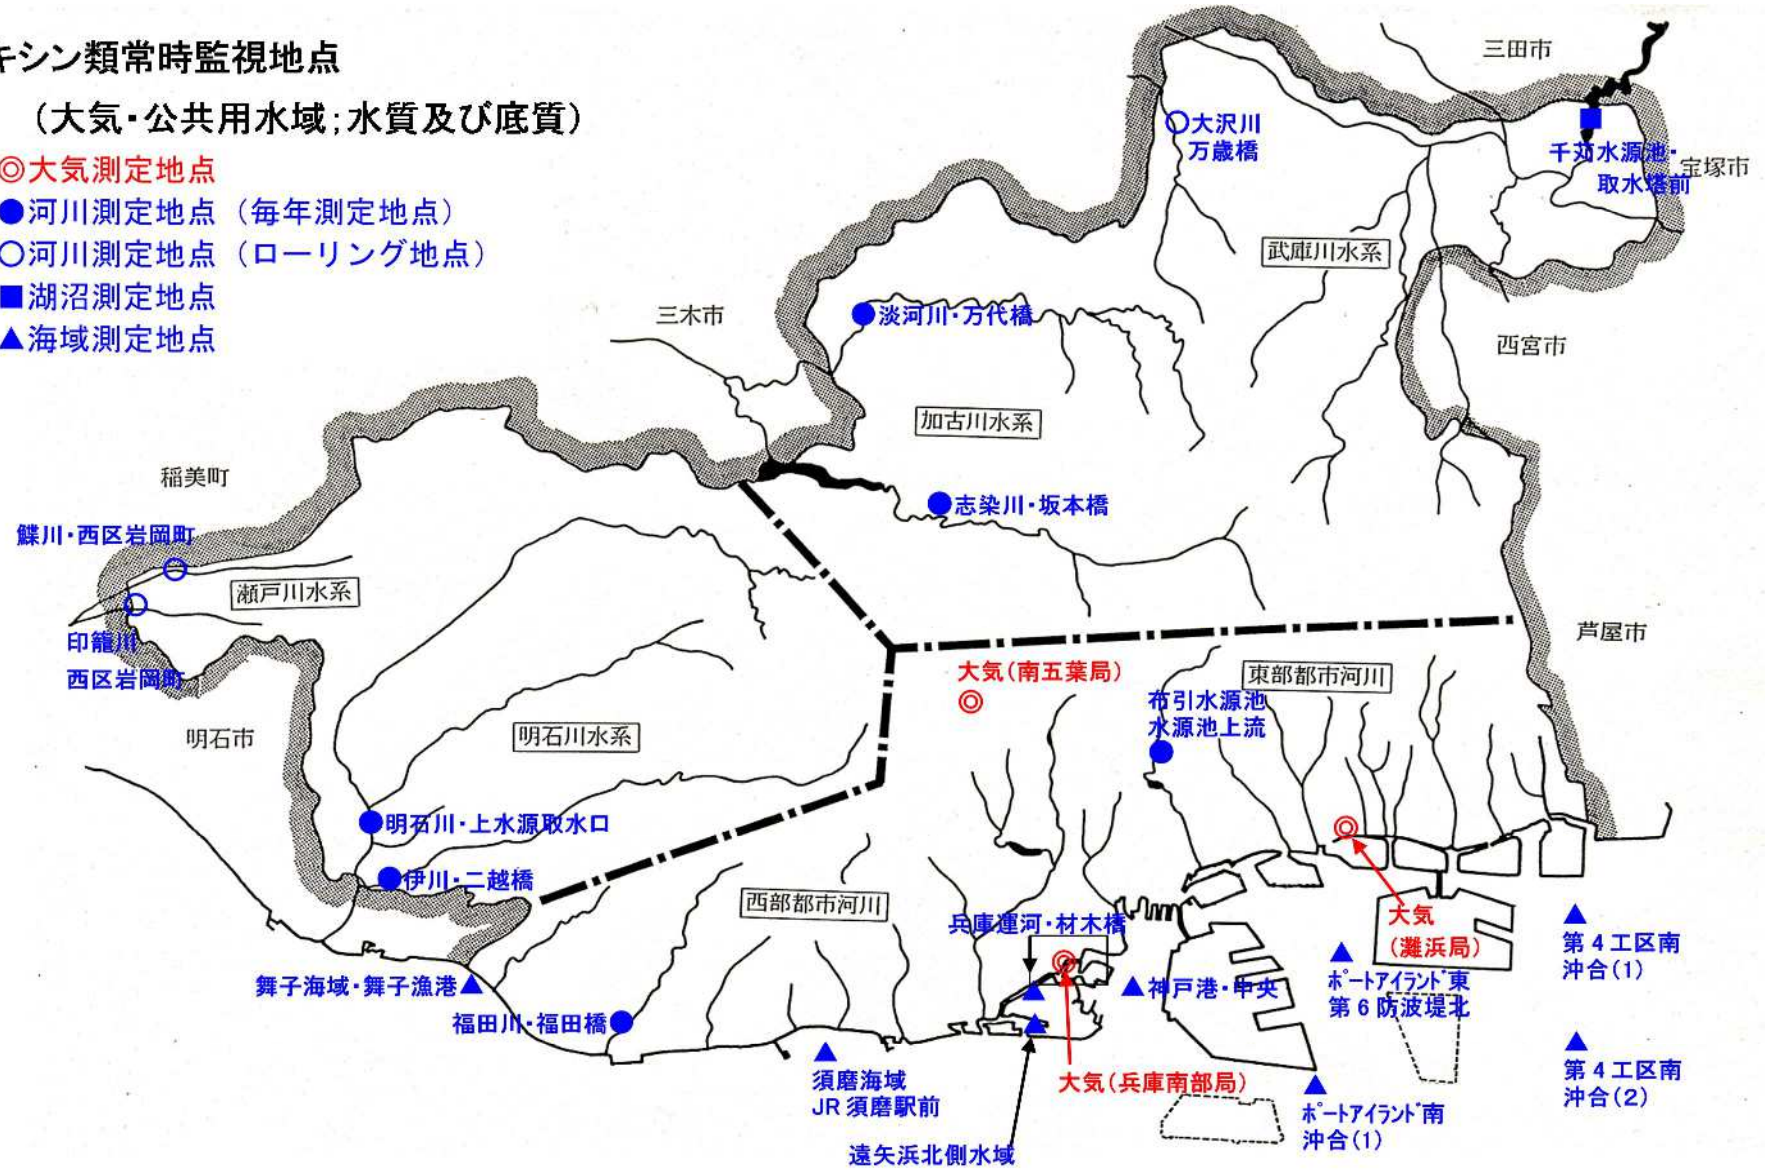 キシン類常時監視地点
(大気・公共用水域;水質及び底質)
◎大気測定地点
●河川測定地点（毎年測定地点）
○河川測定地点（ローリング地点）
■湖沼測定地点
▲海域測定地点
三田市
大沢川
万歳橋
千苅水源池・
取水塔前
宝塚市
武庫川水系
三木市
淡河川・万代橋
西宮市
加古川水系
稲美町
志染川・坂本橋
鰈川・西区岩岡町
瀬戸川水系
印籠川
西区岩岡町
芦屋市
大気(南五葉局)
東部都市河川
布引水源池
水源池上流
明石市
明石川水系
明石川・上水源取水口
伊川・二越橋
西部都市河川
兵庫運河・材木橋
大気
(灘浜局)
第4工区南
沖合(1)
舞子海域・舞子漁港
神戸港・中央
ポートアイランド東
第6防波堤北
福田川・福田橋
須磨海域
JR須磨駅前
大気(兵庫南部局)
第4工区南
沖合(2)
ポートアイランド南
沖合(1)
遠矢浜北側水域